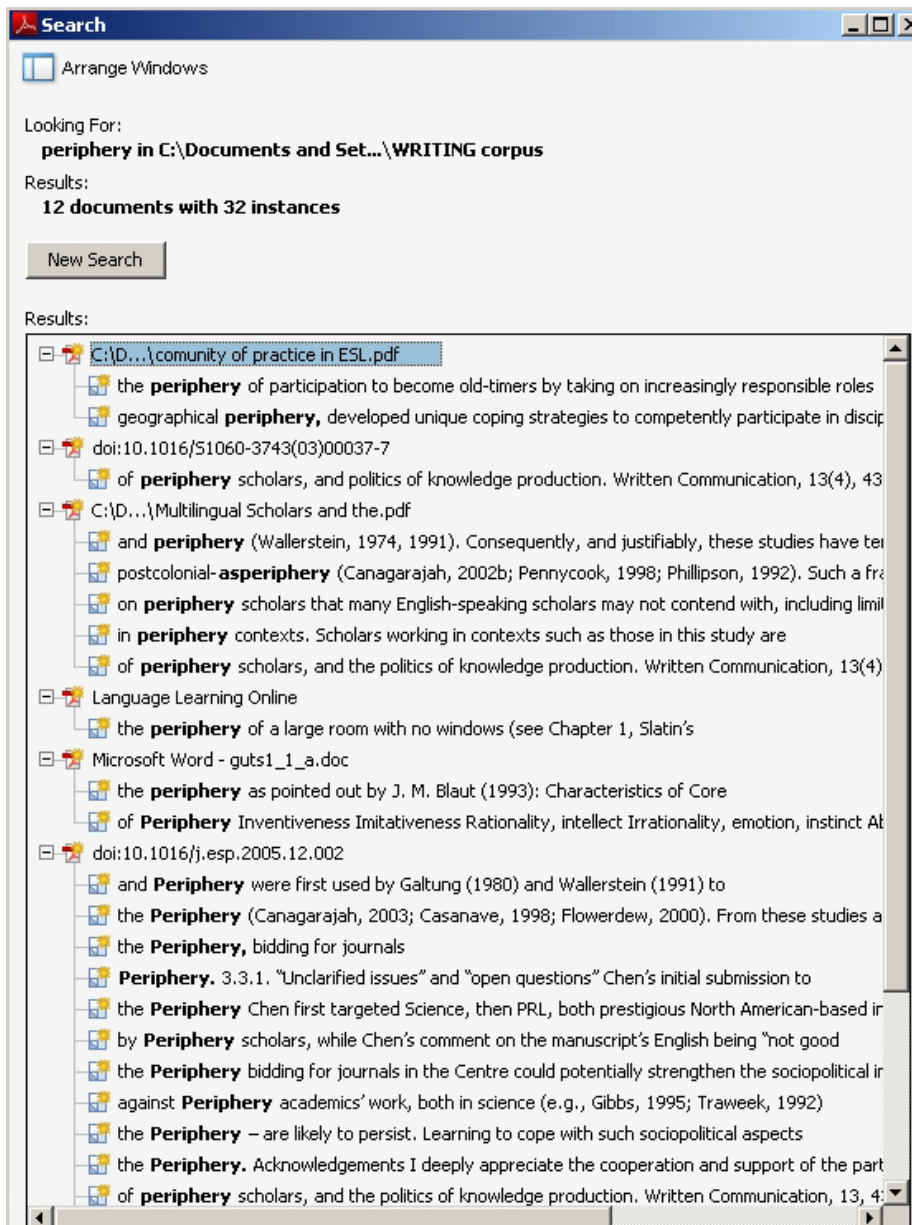 Search
Arrange Windows
Looking For:
periphery in C:\Documents and Set...\WRITING corpus
Results:
12 documents with 32 instances
New Search
Results:
C:\D...\comunity of practice in ESL.pdf
the periphery of participation to become old-timers by taking on increasingly responsible roles
geographical periphery, developed unique coping strategies to competently participate in discip
doi:10.1016/S1060-3743(03)00037-7
of periphery scholars, and politics of knowledge production. Written Communication, 13(4), 43
C:\D...\Multilingual Scholars and the.pdf
and periphery (Wallerstein, 1974, 1991). Consequently, and justifiably, these studies have ter
postcolonial-asperiphery (Canagarajah, 2002b; Pennycook, 1998; Phillipson, 1992). Such a fra
on periphery scholars that many English-speaking scholars may not contend with, including limit
in periphery contexts. Scholars working in contexts such as those in this study are
of periphery scholars, and the politics of knowledge production. Written Communication, 13(4)
Language Learning Online
the periphery of a large room with no windows (see Chapter 1, Slatin's
Microsoft Word - guts1_1_a.doc
the periphery as pointed out by J. M. Blaut (1993): Characteristics of Core
of Periphery Inventiveness Imitativeness Rationality, intellect Irrationality, emotion, instinct Ab
doi:10.1016/j.esp.2005.12.002
and Periphery were first used by Galtung (1980) and Wallerstein (1991) to
the Periphery (Canagarajah, 2003; Casanave, 1998; Flowerdew, 2000). From these studies a
the Periphery, bidding for journals
Periphery. 3.3.1. "Unclarified issues" and "open questions" Chen's initial submission to
the Periphery Chen first targeted Science, then PRL, both prestigious North American-based in
by Periphery scholars, while Chen's comment on the manuscript's English being "not good
the Periphery bidding for journals in the Centre could potentially strengthen the sociopolitical in
against Periphery academics' work, both in science (e.g., Gibbs, 1995; Traweek, 1992)
the Periphery – are likely to persist. Learning to cope with such sociopolitical aspects
the Periphery. Acknowledgements I deeply appreciate the cooperation and support of the part
of periphery scholars, and the politics of knowledge production. Written Communication, 13, 4